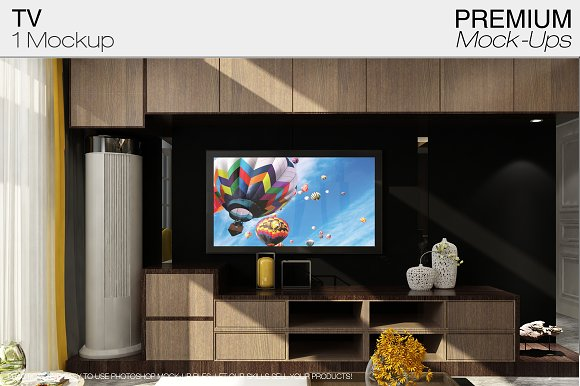 TV
1 Mockup
PREMIUM
Mock-Ups
TO USE PHOTOSHOP MOCK-UP FILES. LET OUR SKILLS SELL YOUR PRODUCTS!